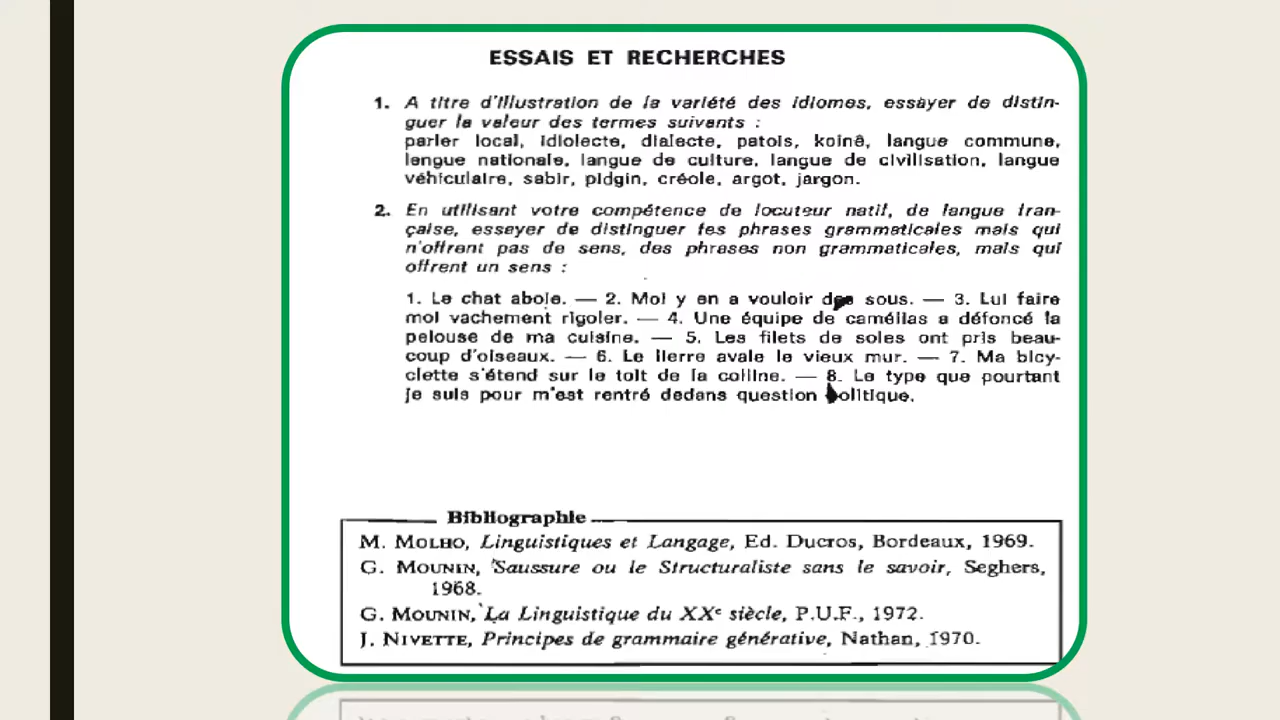 ESSAIS ET RECHERCHES
1. A titre d'illustration de la variété des idiomes, essayer de distin-
guer la valeur des termes suivants :
parler local, idiolecte, dialecte, patois, koinê, langue commune,
langue nationale, langue de culture, langue de civilisation, langue
véhiculaire, sabir, pidgin, créole, argot, jargon.
2. En utilisant votre compétence de locuteur natif, de langue fran-
çaise, essayer de distinguer les phrases grammaticales mais qui
n'offrent pas de sens, des phrases non grammaticales, mais qui
offrent un sens :
1. Le chat aboie. — 2. Moi y en a vouloir des sous. — 3. Lui faire
moi vachement rigoler. — 4. Une équipe de camélias a défoncé la
pelouse de ma cuisine. — 5. Les filets de soles ont pris beau-
coup d'oiseaux. — 6. Le lierre avale le vieux mur. — 7. Ma bicy-
clette s'étend sur le toit de la colline. — 8. Le type que pourtant
je suis pour m'est rentré dedans question politique.
Bibliographie
M. MOLHO, Linguistiques et Langage, Ed. Ducros, Bordeaux, 1969.
G. MOUNIN, Saussure ou le Structuraliste sans le savoir, Seghers,
1968.
G. MOUNIN, La Linguistique du XXe siècle, P.U.F., 1972.
J. NIVETTE, Principes de grammaire générative, Nathan, 1970.